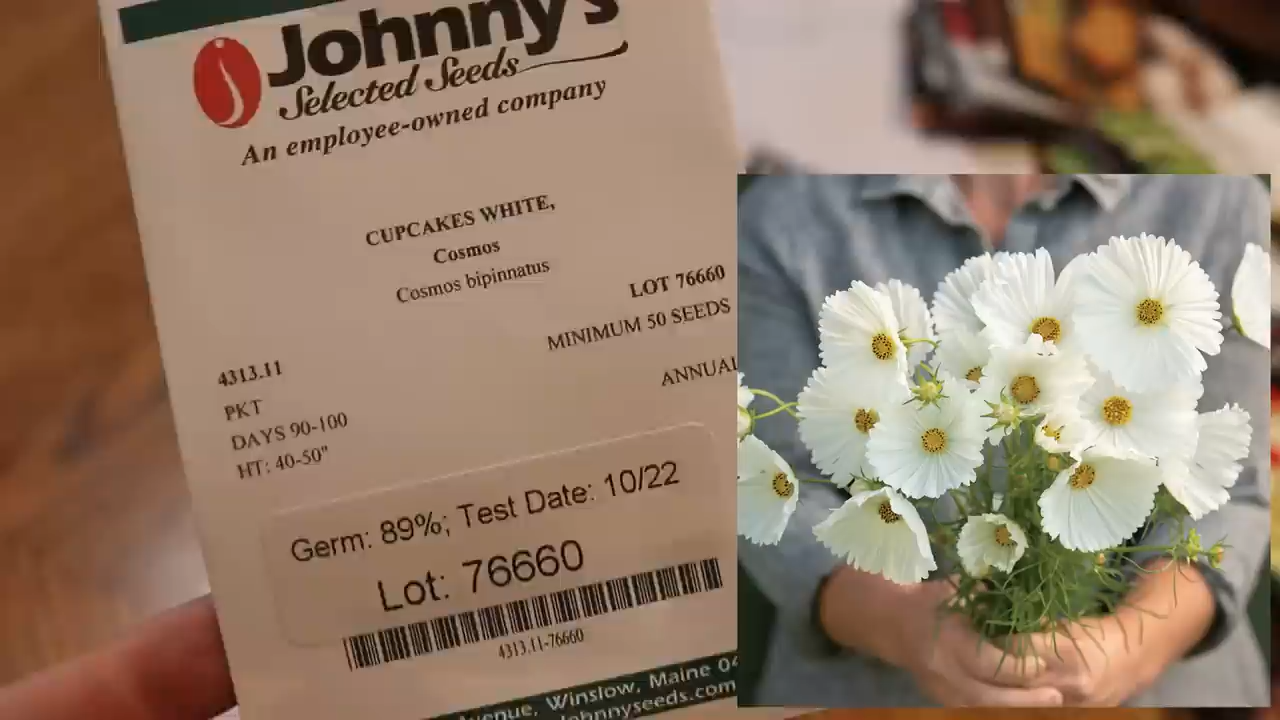 Johnny's
Selected Seeds
An employee-owned company
CUPCAKES WHITE,
Cosmos
Cosmos bipinnatus
LOT 76660
MINIMUM 50 SEEDS
ANNUAL
4313.11
PKT
DAYS 90-100
HT: 40-50"
Germ: 89%; Test Date: 10/22
Lot: 76660
4313.11-76660
Winslow, Maine